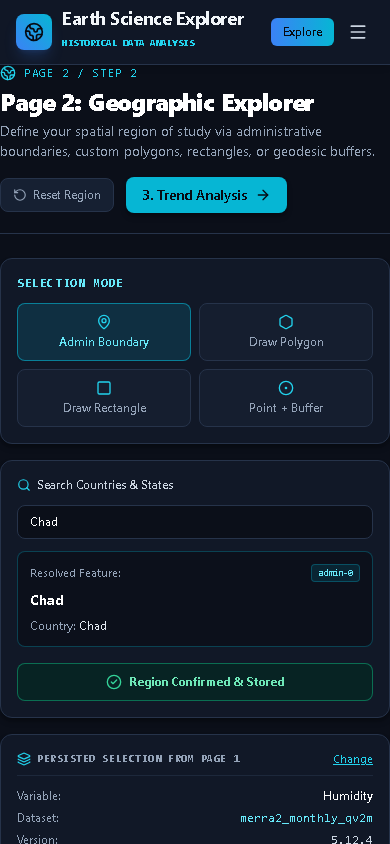 Earth Science Explorer
HISTORICAL DATA ANALYSIS
Explore
PAGE 2 / STEP 2
Page 2: Geographic Explorer
Define your spatial region of study via administrative
boundaries, custom polygons, rectangles, or geodesic buffers.
Reset Region
3. Trend Analysis
SELECTION MODE
Admin Boundary
Draw Polygon
Draw Rectangle
Point + Buffer
Search Countries & States
Chad
Resolved Feature:
admin-0
Chad
Country: Chad
Region Confirmed & Stored
PERSISTED SELECTION FROM PAGE 1
Change
Variable:
Humidity
Dataset:
merra2_monthly_qv2m
Version:
5.12.4